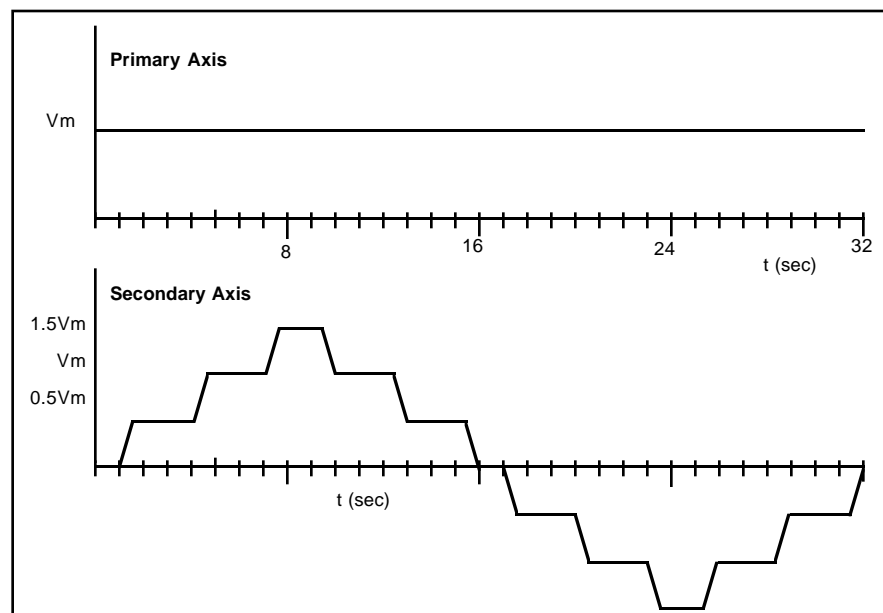 Primary Axis
Vm
8
16
24
32
t (sec)
Secondary Axis
1.5Vm
Vm
0.5Vm
t (sec)